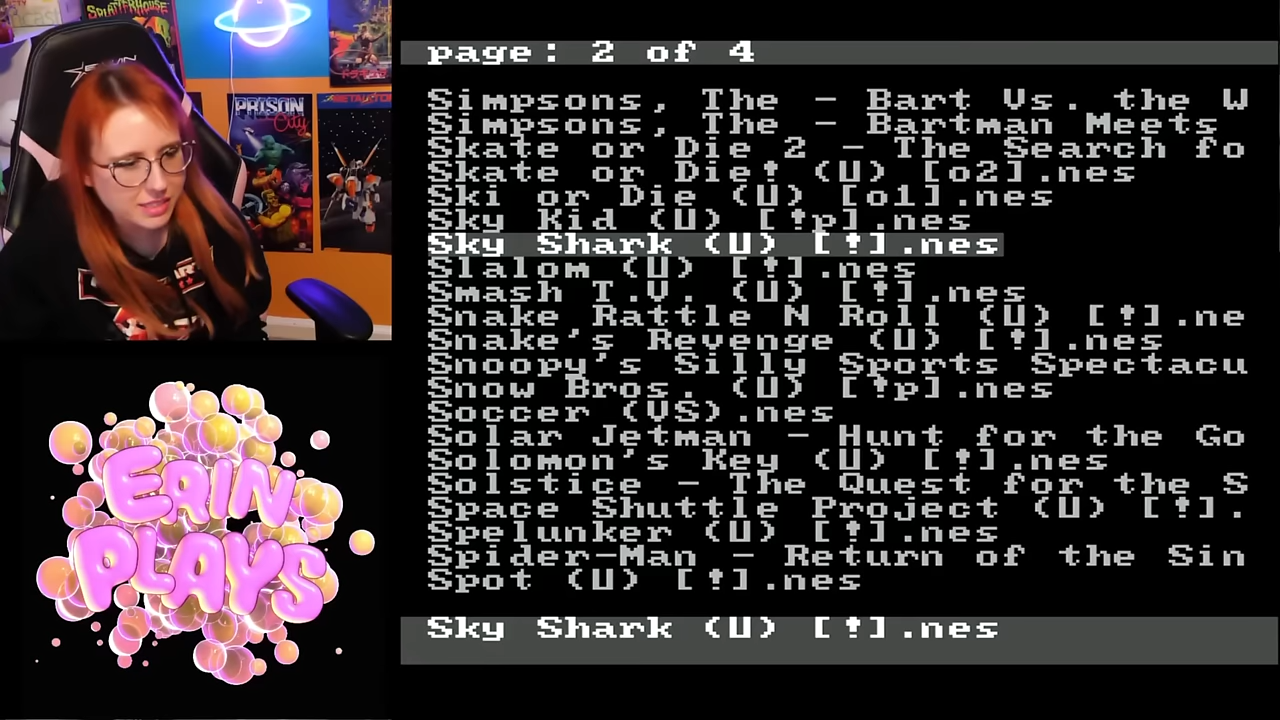 SPLATTERHOUSE
PRISON
City
ERIN
PLAYS
page: 2 of 4
Simpsons, The - Bart Vs. the W
Simpsons, The - Bartman Meets
Skate or Die 2 - The Search fo
Skate or Die! (U) [o2].nes
Ski or Die (U) [o1].nes
Sky Kid (U) [!p].nes
Sky Shark (U) [!].nes
Slalom (U) [!].nes
Smash T.V. (U) [!].nes
Snake Rattle N Roll (U) [!].ne
Snake's Revenge (U) [!].nes
Snoopy's Silly Sports Spectacu
Snow Bros. (U) [!p].nes
Soccer (VS).nes
Solar Jetman - Hunt for the Go
Solomon's Key (U) [!].nes
Solstice - The Quest for the S
Space Shuttle Project (U) [!].
Spelunker (U) [!].nes
Spider-Man - Return of the Sin
Spot (U) [!].nes
Sky Shark (U) [!].nes